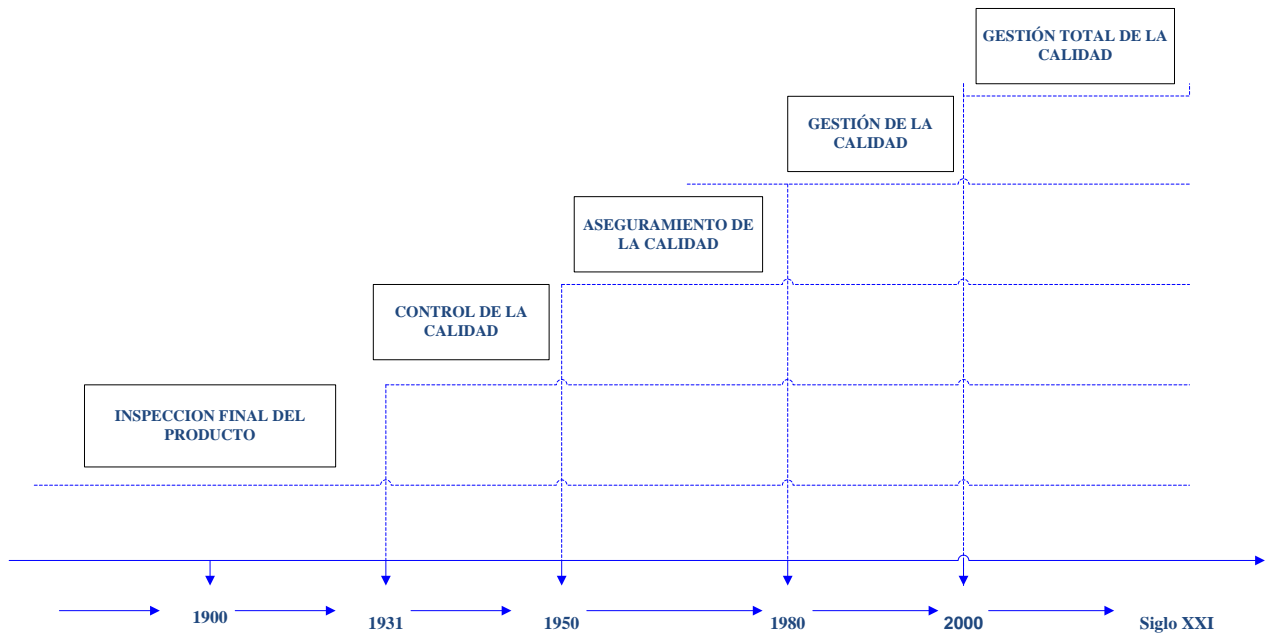 GESTIÓN TOTAL DE LA
CALIDAD
GESTIÓN DE LA
CALIDAD
ASEGURAMIENTO DE
LA CALIDAD
CONTROL DE LA
CALIDAD
INSPECCION FINAL DEL
PRODUCTO
1900
1931
1950
1980
2000
Siglo XXI